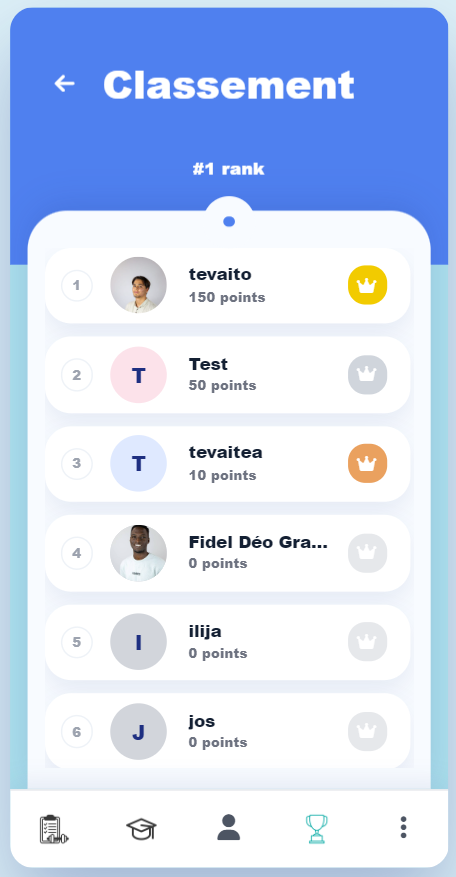 Classement
#1 rank
1
tevaito
150 points
2
T
Test
50 points
3
T
tevaitea
10 points
4
Fidel Déo Gra...
0 points
5
I
ilija
0 points
6
J
jos
0 points